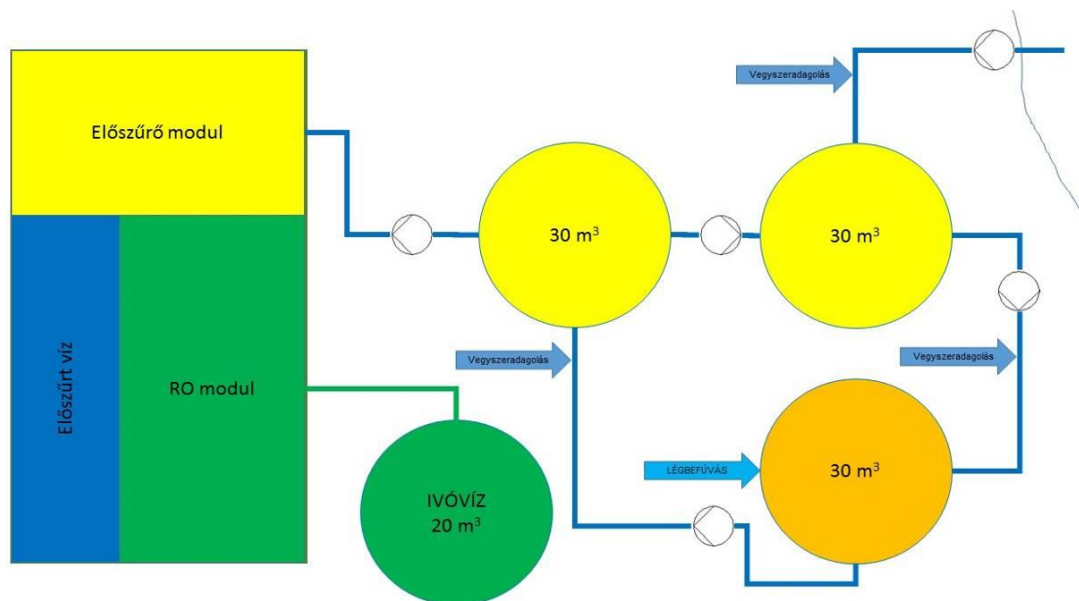 Vegyszeradagolás
Előszűrő modul
30 m³
30 m³
Vegyszeradagolás
Vegyszeradagolás
Előszűrt víz
RO modul
LÉGBEFÚVÁS
30 m³
IVÓVÍZ
20 m³